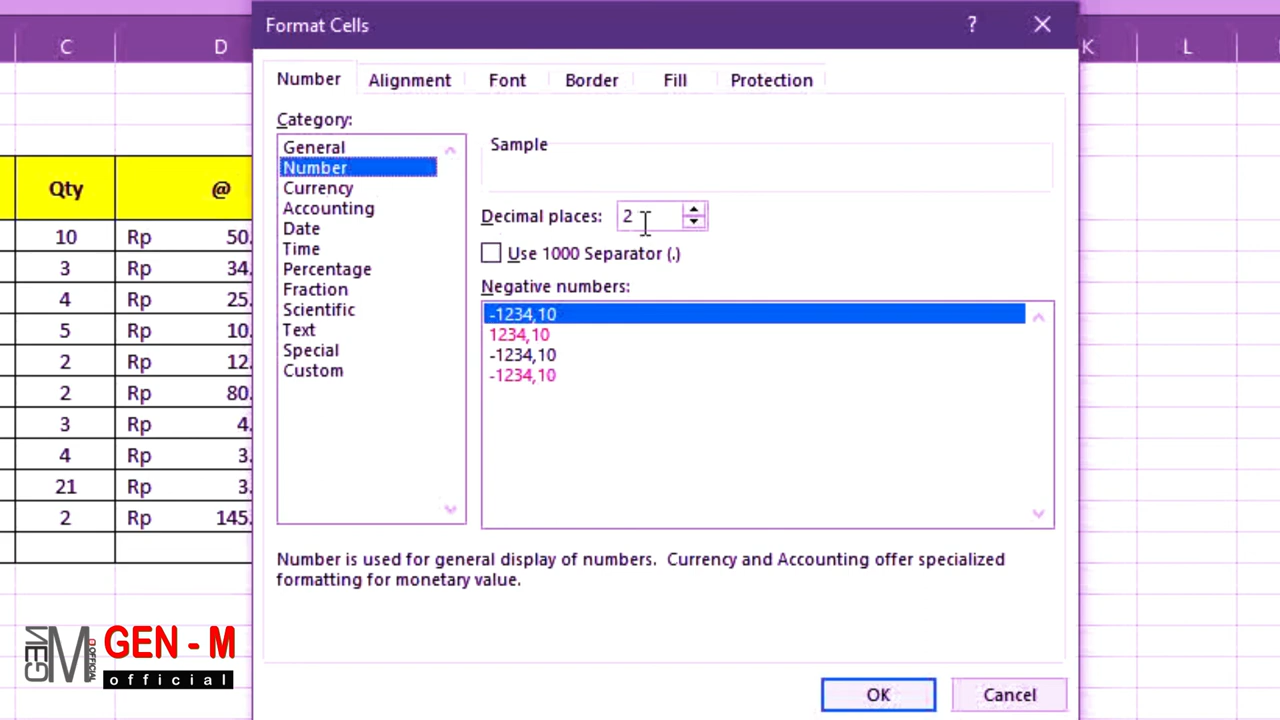 Format Cells
?
C
D
K
L
Number
Alignment
Font
Border
Fill
Protection
Category:
General
Number
Currency
Accounting
Date
Time
Percentage
Fraction
Scientific
Text
Special
Custom
Sample
Decimal places: 2
Use 1000 Separator (.)
Negative numbers:
-1234,10
1234,10
-1234,10
-1234,10
Qty @
10 Rp 50.
3 Rp 34.
4 Rp 25.
5 Rp 10.
2 Rp 12.
2 Rp 80.
3 Rp 4.
4 Rp 3.
21 Rp 3.
2 Rp 145.
Number is used for general display of numbers. Currency and Accounting offer specialized
formatting for monetary value.
GEN M OFFICIAL
GEN - M
official
OK
Cancel